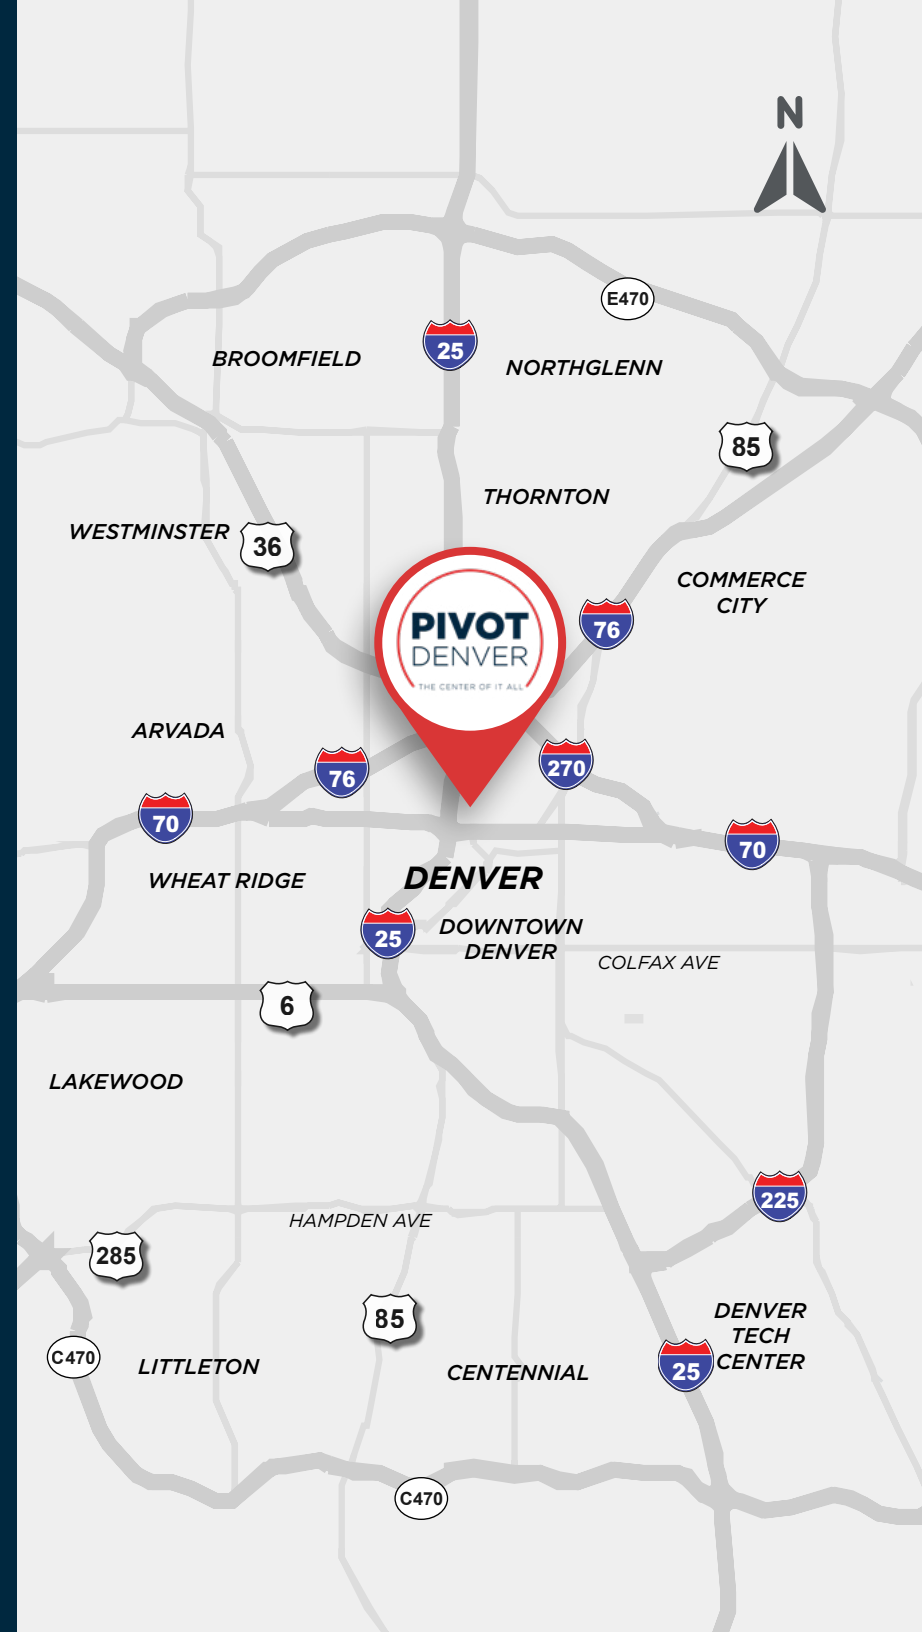 N
E470
25
BROOMFIELD
NORTHGLENN
85
THORNTON
WESTMINSTER
36
COMMERCE
CITY
76
PIVOT
DENVER
THE CENTER OF IT ALL
ARVADA
76
270
70
70
WHEAT RIDGE
DENVER
25
DOWNTOWN
DENVER
COLFAX AVE
6
LAKEWOOD
225
HAMPDEN AVE
285
85
DENVER
TECH
CENTER
C470
LITTLETON
CENTENNIAL
25
C470